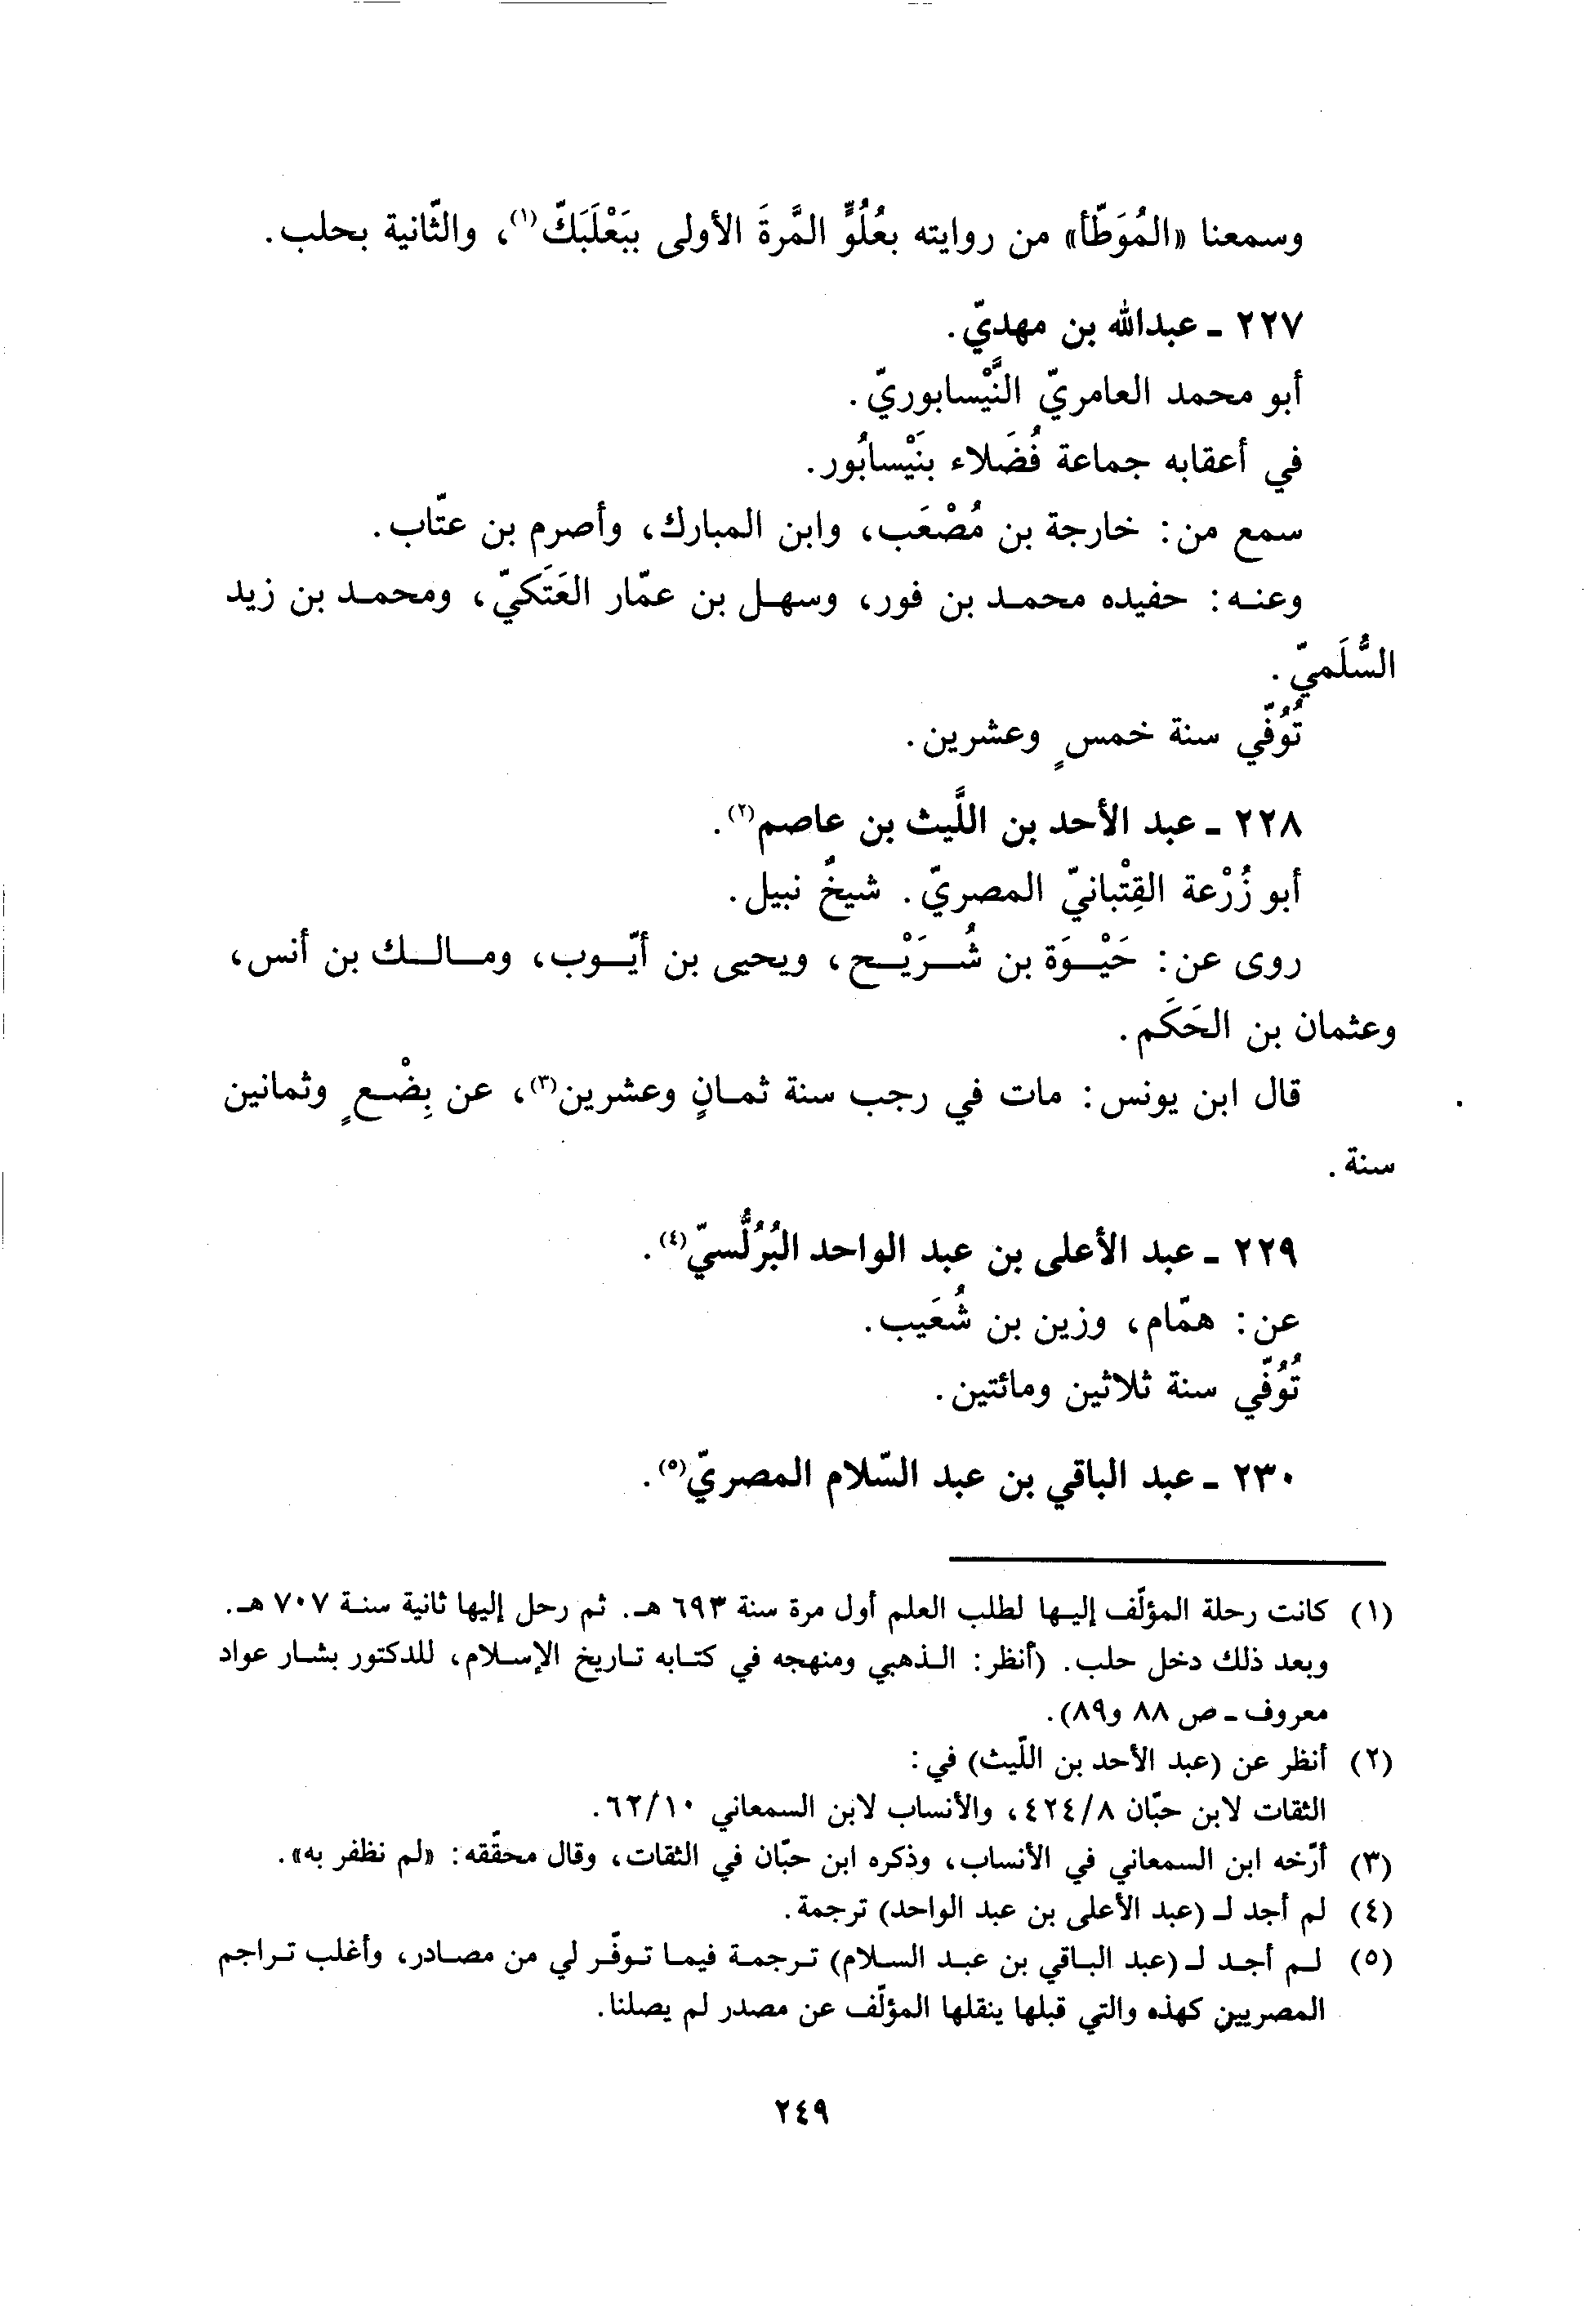 وسمعنا «المُوَطّأ» من روايته بعُلُوٍّ المَّرةَ الأولى ببَعْلَبَكّ(١)، والثّانية بحلب.
٢٢٧ ـ عبدالله بن مهديّ.
أبو محمد العامريّ النَّيْسابوريّ.
في أعقابه جماعة فُضَلاء بنَيْسابُور.
سمع من: خارجة بن مُصْعَب، وابن المبارك، وأصرم بن عتّاب.
وعنه: حفيده محمد بن فور، وسهل بن عمّار العَتَكيّ، ومحمد بن زيد
السُّلَميّ.
تُوُفّي سنة خمسٍ وعشرين.
٢٢٨ ـ عبد الأحد بن اللَّيث بن عاصم(٢).
أبو زُرْعة القِتْبانيّ المصريّ. شيخٌ نبيل.
روى عن: حَيْوَة بن شُرَيْح، ويحيى بن أيّوب، ومالك بن أنس،
وعثمان بن الحَكَم.
قال ابن يونس: مات في رجب سنة ثمانٍ وعشرين(٣)، عن بِضْعٍ وثمانين
سنة.
٢٢٩ ـ عبد الأعلى بن عبد الواحد البُرُلُّسيّ(٤).
عن: همّام، وزين بن شُعَيب.
تُوُفّي سنة ثلاثين ومائتين.
٢٣٠ ـ عبد الباقي بن عبد السّلام المصريّ(٥).
(١) كانت رحلة المؤلّف إليها لطلب العلم أول مرة سنة ٦٩٣ هـ. ثم رحل إليها ثانية سنة ٧٠٧ هـ.
وبعد ذلك دخل حلب. (أنظر: الذهبي ومنهجه في كتابه تاريخ الإسلام، للدكتور بشار عواد
معروف ـ ص ٨٨ و٨٩).
(٢) أنظر عن (عبد الأحد بن اللّيث) في:
الثقات لابن حبّان ٤٢٤/٨، والأنساب لابن السمعاني ٦٢/١٠.
(٣) أرّخه ابن السمعاني في الأنساب، وذكره ابن حبّان في الثقات، وقال محقّقه: «لم نظفر به».
(٤) لم أجد لـ (عبد الأعلى بن عبد الواحد) ترجمة.
(٥) لم أجد لـ (عبد الباقي بن عبد السلام) ترجمة فيما توفّر لي من مصادر، وأغلب تراجم
المصريين كهذه والتي قبلها ينقلها المؤلّف عن مصدر لم يصلنا.
٢٤٩